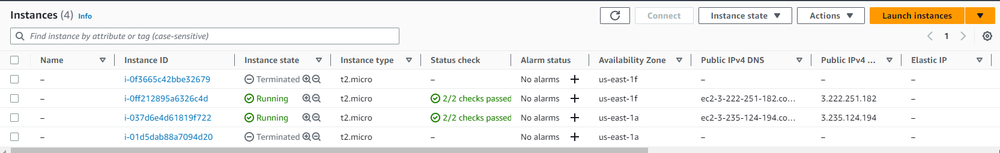 Instances (4) Info Connect Instance state Actions Launch instances
Find instance by attribute or tag (case-sensitive) 1
Name Instance ID Instance state Instance type Status check Alarm status Availability Zone Public IPv4 DNS Public IPv4 ... Elastic IP
– i-0f3665c42bbe32679 Terminated t2.micro – No alarms + us-east-1f – – –
– i-0ff212895a6326c4d Running t2.micro 2/2 checks passed No alarms + us-east-1f ec2-3-222-251-182.co... 3.222.251.182 –
– i-037d6e4d61819f722 Running t2.micro 2/2 checks passed No alarms + us-east-1a ec2-3-235-124-194.co... 3.235.124.194 –
– i-01d5dab88a7094d20 Terminated t2.micro – No alarms + us-east-1a – – –